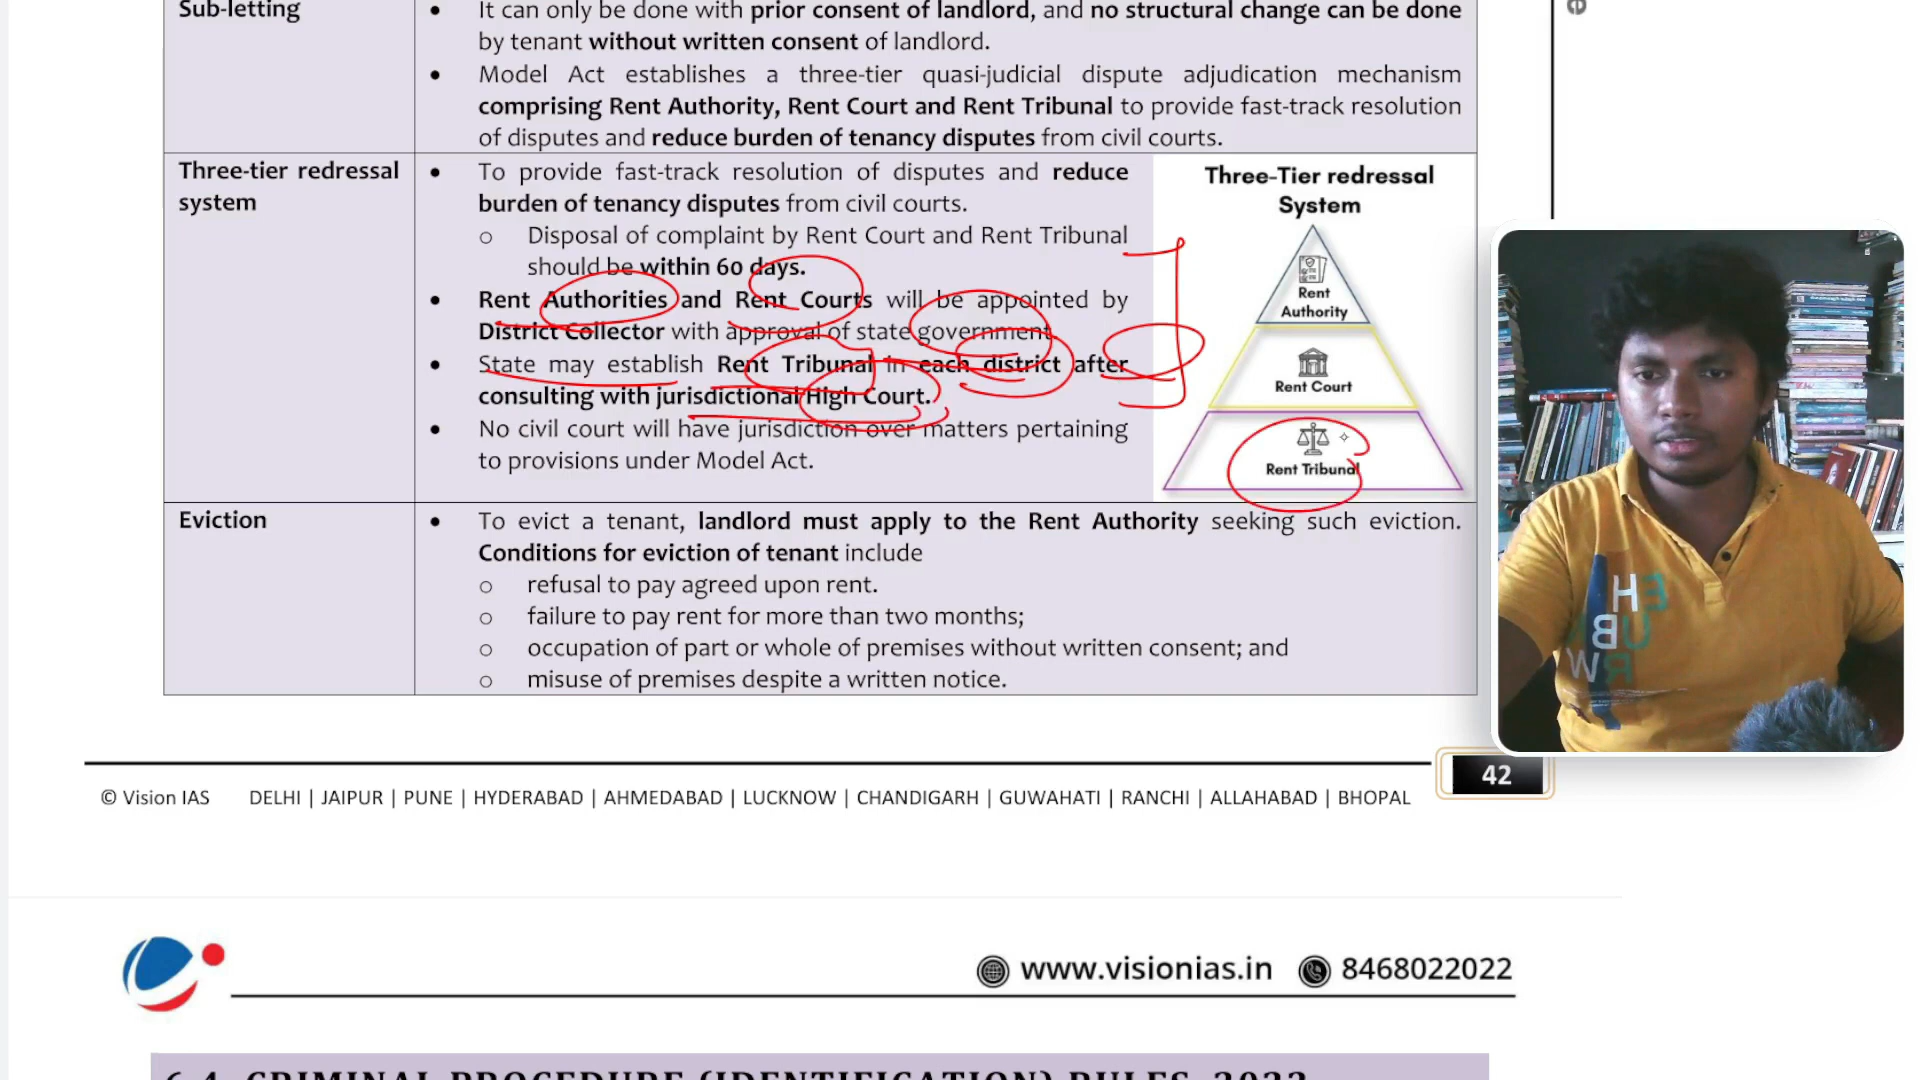 Sub-letting
• It can only be done with prior consent of landlord, and no structural change can be done
by tenant without written consent of landlord.
• Model Act establishes a three-tier quasi-judicial dispute adjudication mechanism
comprising Rent Authority, Rent Court and Rent Tribunal to provide fast-track resolution
of disputes and reduce burden of tenancy disputes from civil courts.
Three-tier redressal
system
• To provide fast-track resolution of disputes and reduce
burden of tenancy disputes from civil courts.
o Disposal of complaint by Rent Court and Rent Tribunal
should be within 60 days.
• Rent Authorities and Rent Courts will be appointed by
District Collector with approval of state government.
• State may establish Rent Tribunal in each district after
consulting with jurisdictional High Court.
• No civil court will have jurisdiction over matters pertaining
to provisions under Model Act.
Three-Tier redressal
System
Rent
Authority
Rent Court
Rent Tribunal
Eviction
• To evict a tenant, landlord must apply to the Rent Authority seeking such eviction.
Conditions for eviction of tenant include
o refusal to pay agreed upon rent.
o failure to pay rent for more than two months;
o occupation of part or whole of premises without written consent; and
o misuse of premises despite a written notice.
42
© Vision IAS DELHI | JAIPUR | PUNE | HYDERABAD | AHMEDABAD | LUCKNOW | CHANDIGARH | GUWAHATI | RANCHI | ALLAHABAD | BHOPAL
www.visionias.in 8468022022
6.4. CRIMINAL PROCEDURE (IDENTIFICATION) RULES, 2022